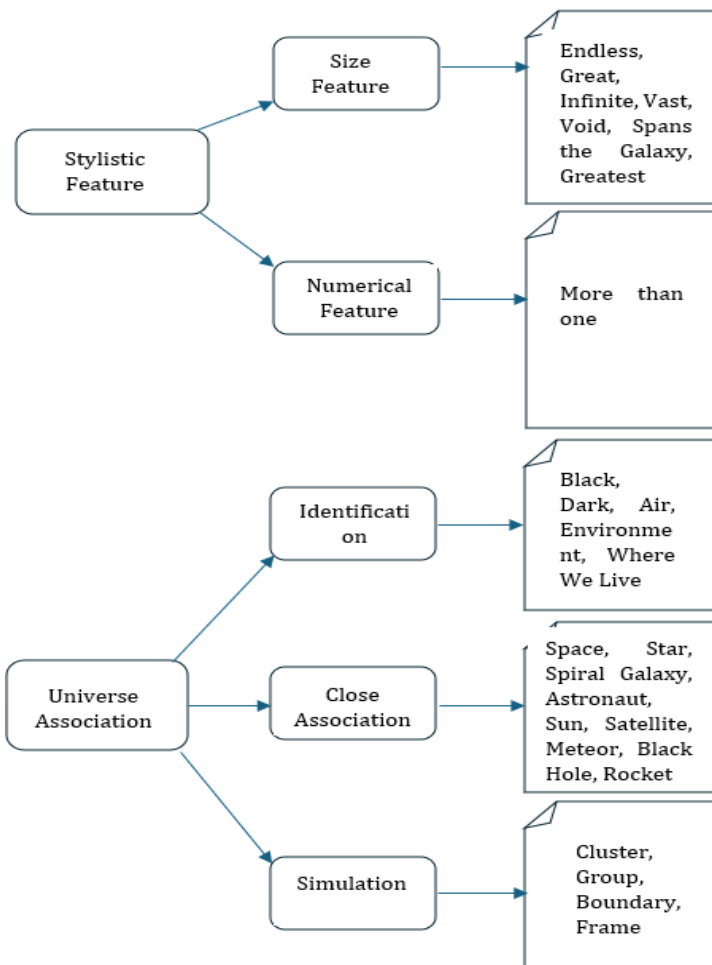 Stylistic
Feature
Size
Feature
Endless,
Great,
Infinite, Vast,
Void, Spans
the Galaxy,
Greatest
Numerical
Feature
More than
one
Universe
Association
Identificati
on
Black,
Dark, Air,
Environme
nt, Where
We Live
Close
Association
Space, Star,
Spiral Galaxy,
Astronaut,
Sun, Satellite,
Meteor, Black
Hole, Rocket
Simulation
Cluster,
Group,
Boundary,
Frame